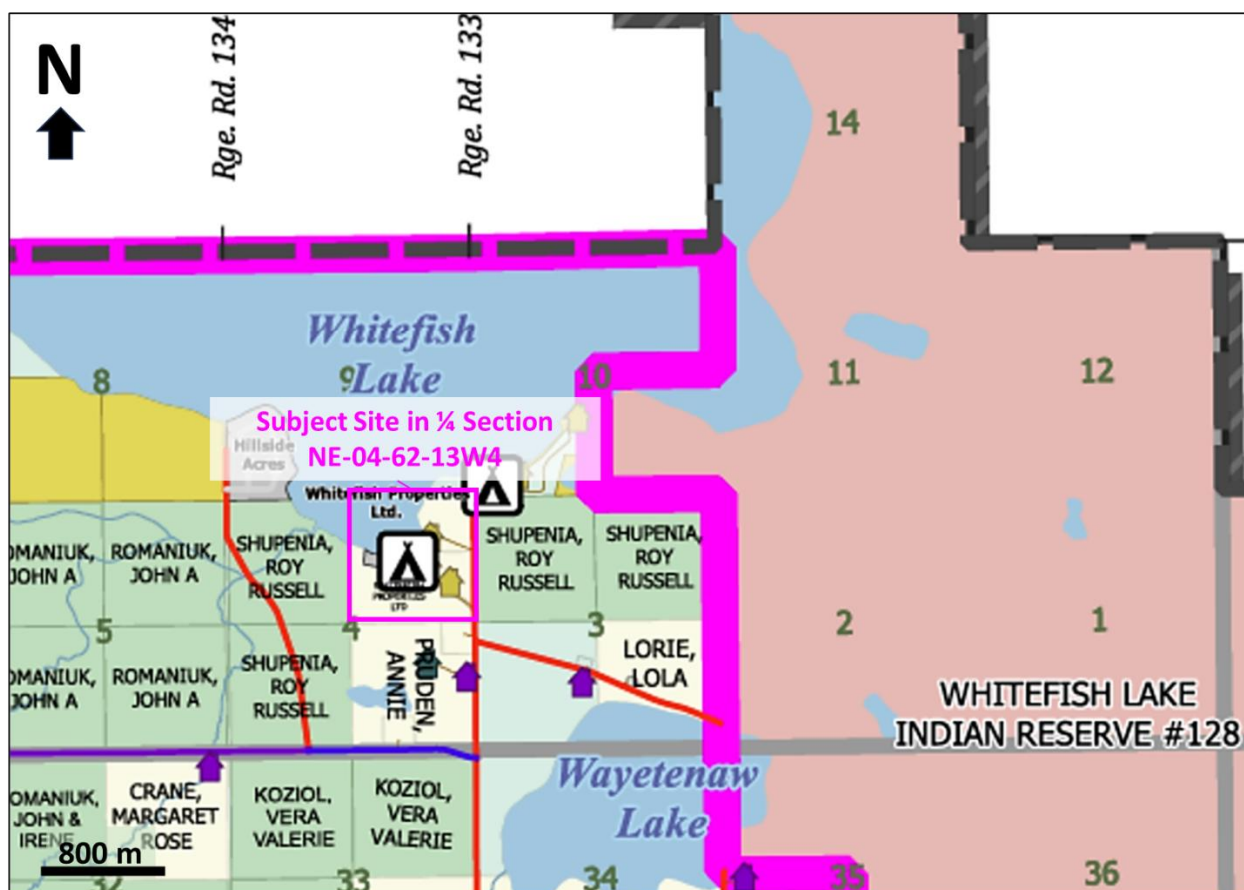 N
Rge. Rd. 134
Rge. Rd. 133
14
Whitefish
Lake
8
9
10
11
12
Subject Site in ¼ Section
NE-04-62-13W4
Hillside
Acres
Whitefish Properties
Ltd.
ROMANIUK,
JOHN A
SHUPENIA,
ROY
RUSSELL
SHUPENIA,
ROY
RUSSELL
SHUPENIA,
ROY
RUSSELL
PROPERTIES
LTD
OMANIUK,
JOHN A
5
4
3
2
1
OMANIUK,
JOHN A
ROMANIUK,
JOHN A
SHUPENIA,
ROY
RUSSELL
PRUDEN,
ANNIE
LORIE,
LOLA
WHITEFISH LAKE
INDIAN RESERVE #128
Wayetenaw
Lake
OMANIUK,
JOHN &
IRENE
CRANE,
MARGARET
ROSE
KOZIOL,
VERA
VALERIE
KOZIOL,
VERA
VALERIE
800 m
32
33
34
35
36